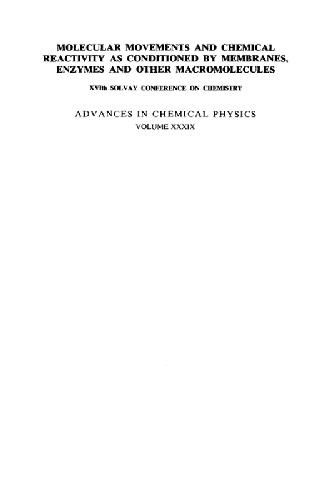 MOLECULAR MOVEMENTS AND CHEMICAL
REACTIVITY AS CONDITIONED BY MEMBRANES,
ENZYMES AND OTHER MACROMOLECULES
XVIth SOLVAY CONFERENCE ON CHEMISTRY
ADVANCES IN CHEMICAL PHYSICS
VOLUME XXXIX